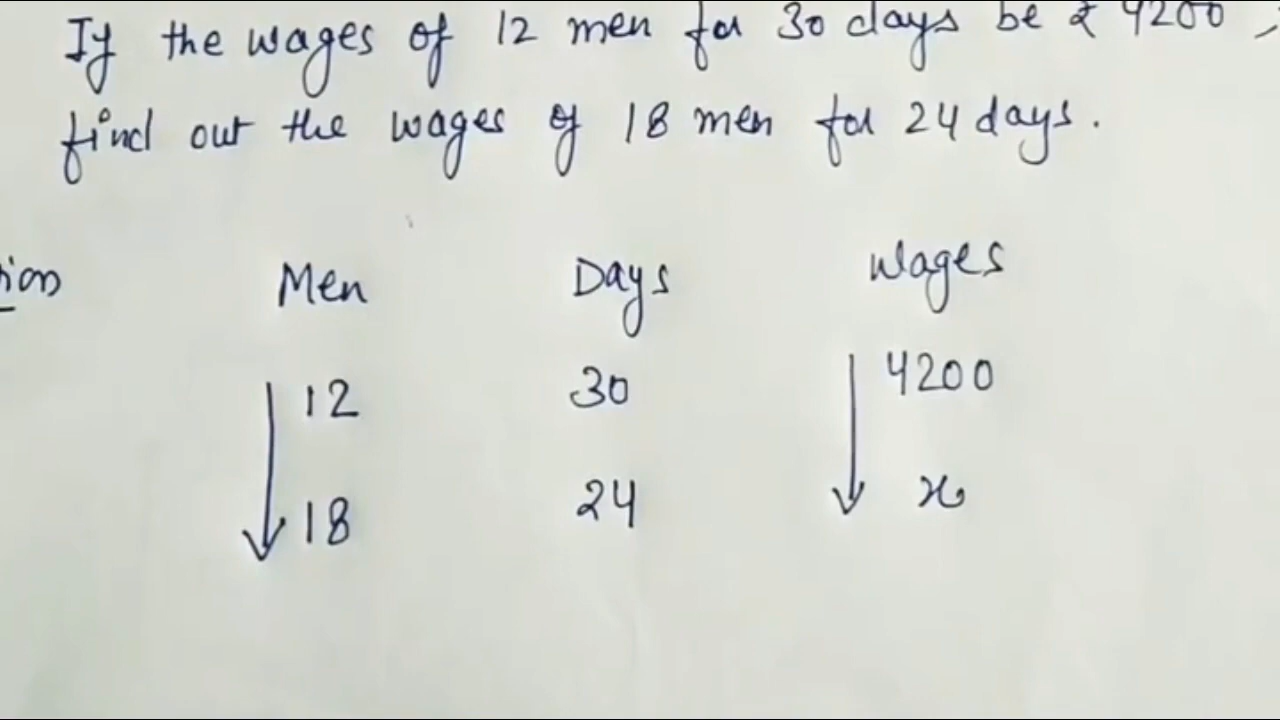 If the wages of 12 men for 30 days be ₹ 4200,
find out the wages of 18 men for 24 days.
Men Days Wages
12 30 4200
18 24 x